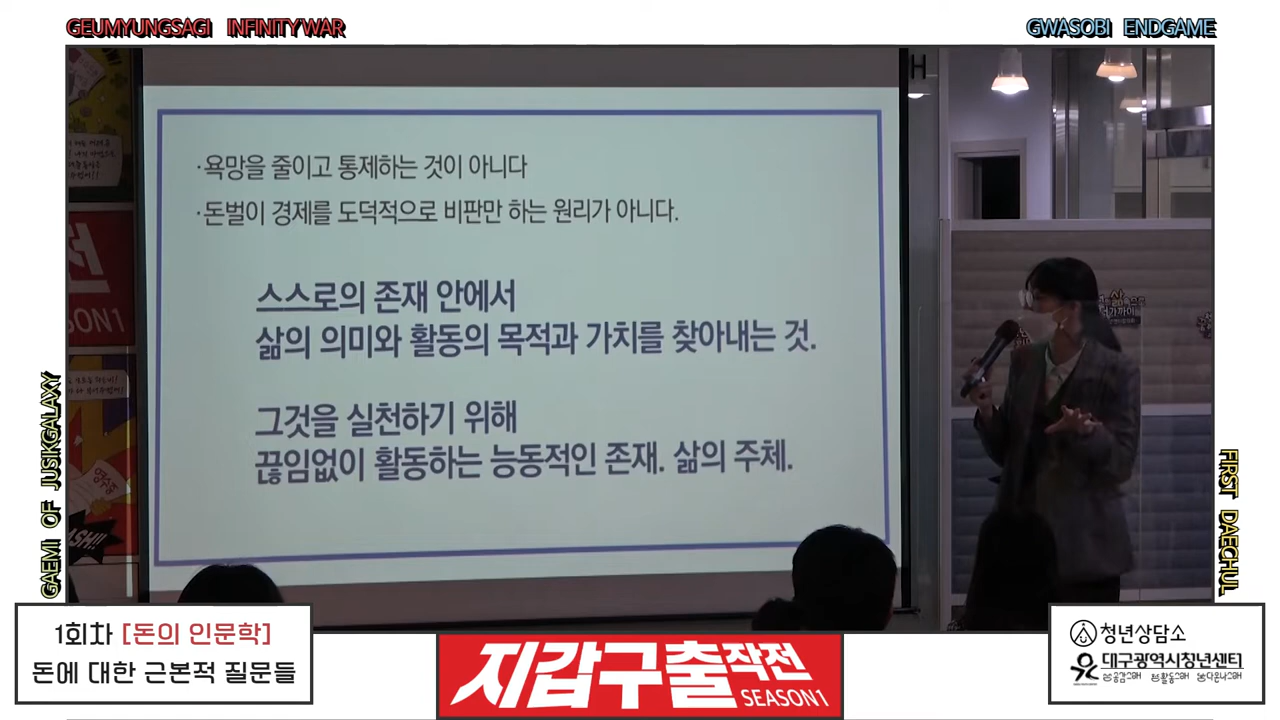 GEUMYUNGSAGI INFINITY WAR
GWASOBI ENDGAME
·욕망을 줄이고 통제하는 것이 아니다
·돈벌이 경제를 도덕적으로 비판만 하는 원리가 아니다.
스스로의 존재 안에서
삶의 의미와 활동의 목적과 가치를 찾아내는 것.
그것을 실천하기 위해
끊임없이 활동하는 능동적인 존재. 삶의 주체.
GAEMI OF JUSIKGALAXY
FIRST DAECHUL
1회차 [돈의 인문학]
돈에 대한 근본적 질문들
지갑구출작전
SEASON1
청년상담소
대구광역시청년센터